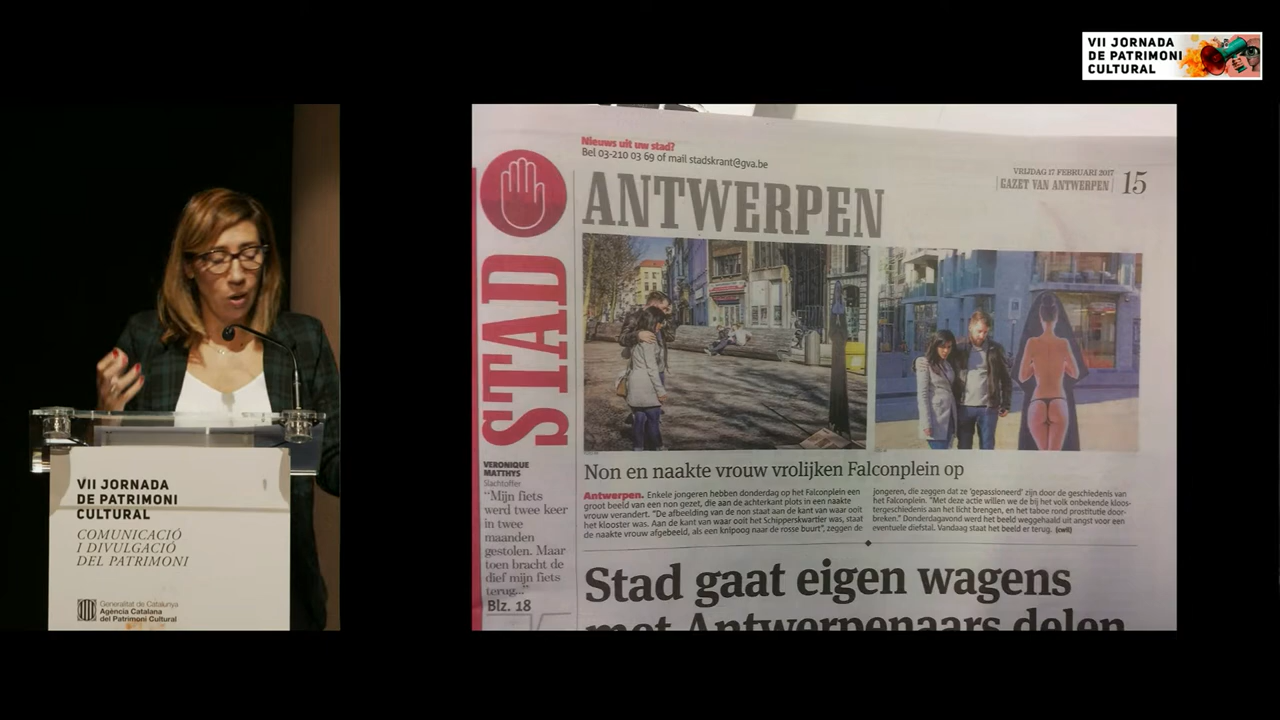 VII JORNADA
DE PATRIMONI
CULTURAL
Nieuws uit uw stad?
Bel 03-210 03 69 of mail stadskrant@gva.be
ANTWERPEN
VRIJDAG 17 FEBRUARI 2017
GAZET VAN ANTWERPEN
15
STAD
Non en naakte vrouw vrolijken Falconplein op
Antwerpen. Enkele jongeren hebben donderdag op het Falconplein een
groot beeld van een non gezet, die aan de achterkant plots in een naakte
vrouw verandert. “De afbeelding van de non staat aan de kant van waar ooit
het klooster was. Aan de kant van waar ooit het Schipperskwartier was, staat
de naakte vrouw afgebeeld, als een knipoog naar de rosse buurt”, zeggen de
jongeren, die zeggen dat ze ‘gepassioneerd’ zijn door de geschiedenis van
het Falconplein. “Met deze actie willen we de bij het volk onbekende kloos-
tergeschiedenis aan het licht brengen, en het taboe rond prostitutie door-
breken.” Donderdagavond werd het beeld weggehaald uit angst voor een
eventuele diefstal. Vandaag staat het beeld er terug. (cwil)
VERONIQUE
MATTHYS
Slachtoffer
“Mijn fiets
werd twee keer
in twee
maanden
gestolen. Maar
toen bracht de
dief mijn fiets
terug...”
Blz. 18
Stad gaat eigen wagens
met Antwerpenaars delen
VII JORNADA
DE PATRIMONI
CULTURAL
COMUNICACIÓ
I DIVULGACIÓ
DEL PATRIMONI
Generalitat de Catalunya
Agència Catalana
del Patrimoni Cultural